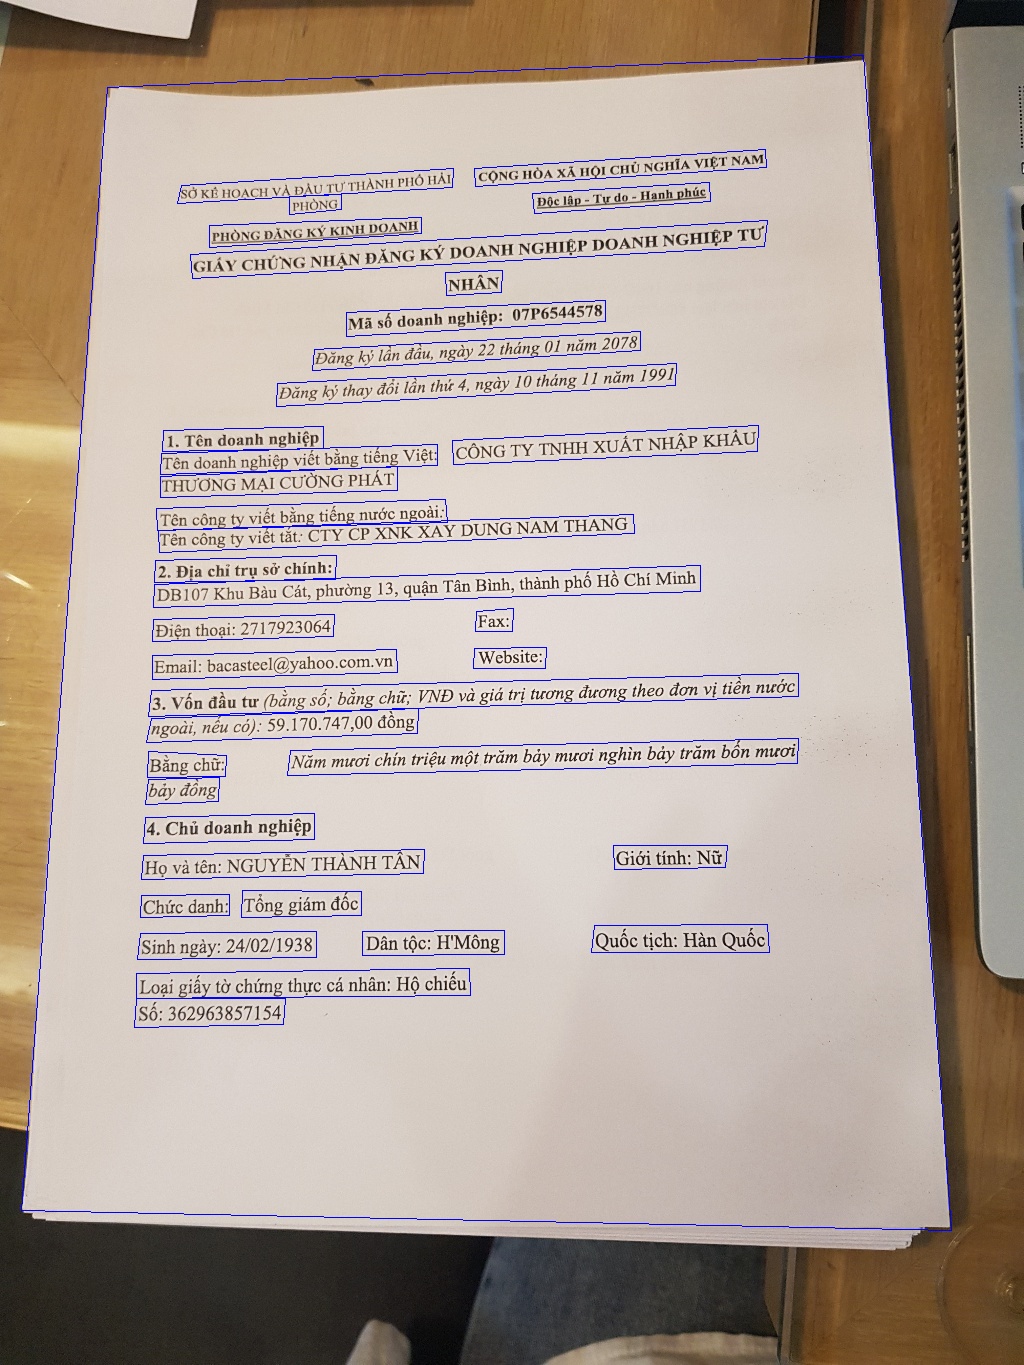 SỞ KẾ HOẠCH VÀ ĐẦU TƯ THÀNH PHỐ HẢI
PHÒNG
CỘNG HÒA XÃ HỘI CHỦ NGHĨA VIỆT NAM
Độc lập - Tự do - Hạnh phúc
PHÒNG ĐĂNG KÝ KINH DOANH
GIẤY CHỨNG NHẬN ĐĂNG KÝ DOANH NGHIỆP DOANH NGHIỆP TƯ
NHÂN
Mã số doanh nghiệp: 07P6544578
Đăng ký lần đầu, ngày 22 tháng 01 năm 2078
Đăng ký thay đổi lần thứ 4, ngày 10 tháng 11 năm 1991
1. Tên doanh nghiệp
Tên doanh nghiệp viết bằng tiếng Việt: CÔNG TY TNHH XUẤT NHẬP KHẨU
THƯƠNG MẠI CƯỜNG PHÁT
Tên công ty viết bằng tiếng nước ngoài:
Tên công ty viết tắt: CTY CP XNK XAY DUNG NAM THANG
2. Địa chỉ trụ sở chính:
DB107 Khu Bàu Cát, phường 13, quận Tân Bình, thành phố Hồ Chí Minh
Điện thoại: 2717923064 Fax:
Email: bacasteel@yahoo.com.vn Website:
3. Vốn đầu tư (bằng số; bằng chữ; VNĐ và giá trị tương đương theo đơn vị tiền nước
ngoài, nếu có): 59.170.747,00 đồng
Bằng chữ: Năm mươi chín triệu một trăm bảy mươi nghìn bảy trăm bốn mươi
bảy đồng
4. Chủ doanh nghiệp
Họ và tên: NGUYỄN THÀNH TÂN Giới tính: Nữ
Chức danh: Tổng giám đốc
Sinh ngày: 24/02/1938 Dân tộc: H'Mông Quốc tịch: Hàn Quốc
Loại giấy tờ chứng thực cá nhân: Hộ chiếu
Số: 362963857154